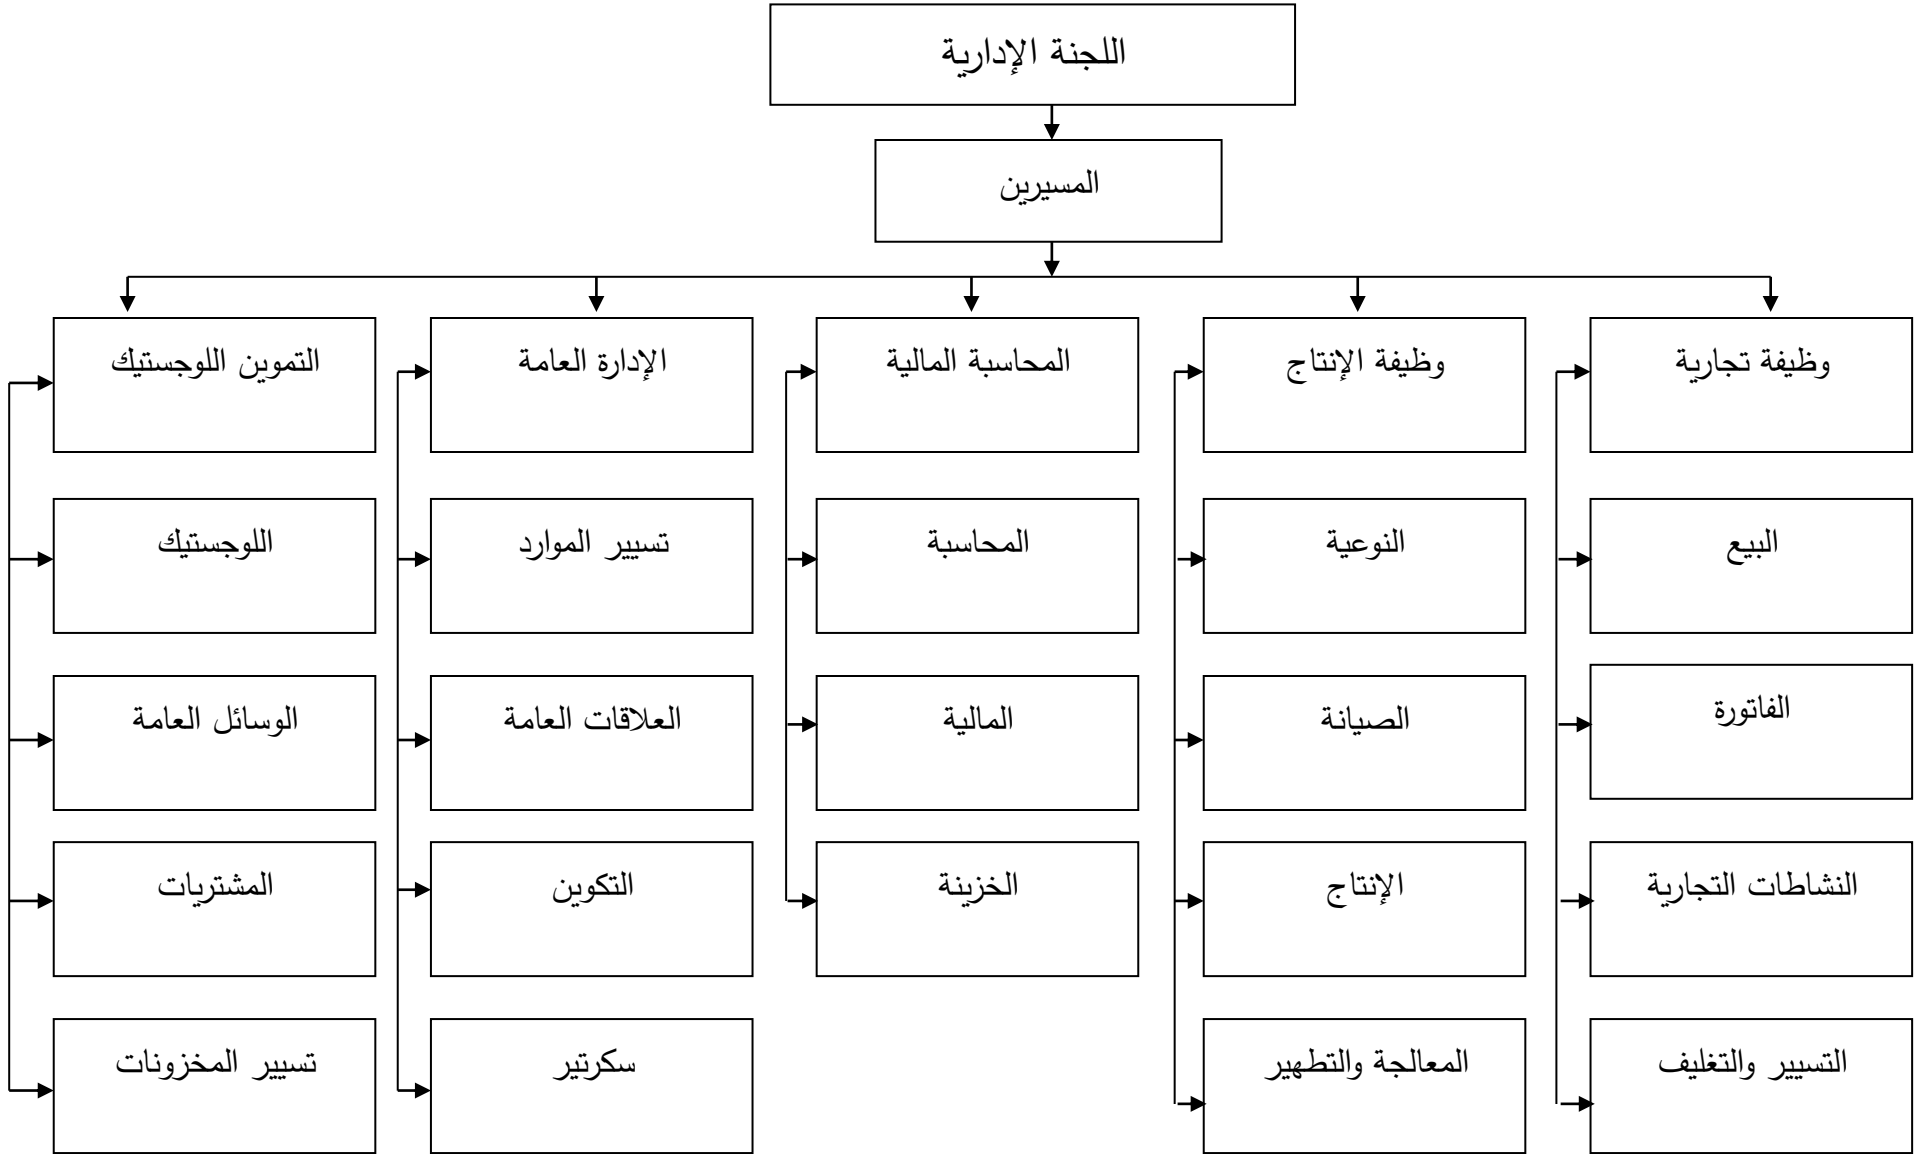 اللجنة الإدارية
المسيرين
وظيفة تجارية
وظيفة الإنتاج
المحاسبة المالية
الإدارة العامة
التموين اللوجستيك
البيع
النوعية
المحاسبة
تسيير الموارد
اللوجستيك
الفاتورة
الصيانة
المالية
العلاقات العامة
الوسائل العامة
النشاطات التجارية
الإنتاج
الخزينة
التكوين
المشتريات
التسيير والتغليف
المعالجة والتطهير
سكرتير
تسيير المخزونات